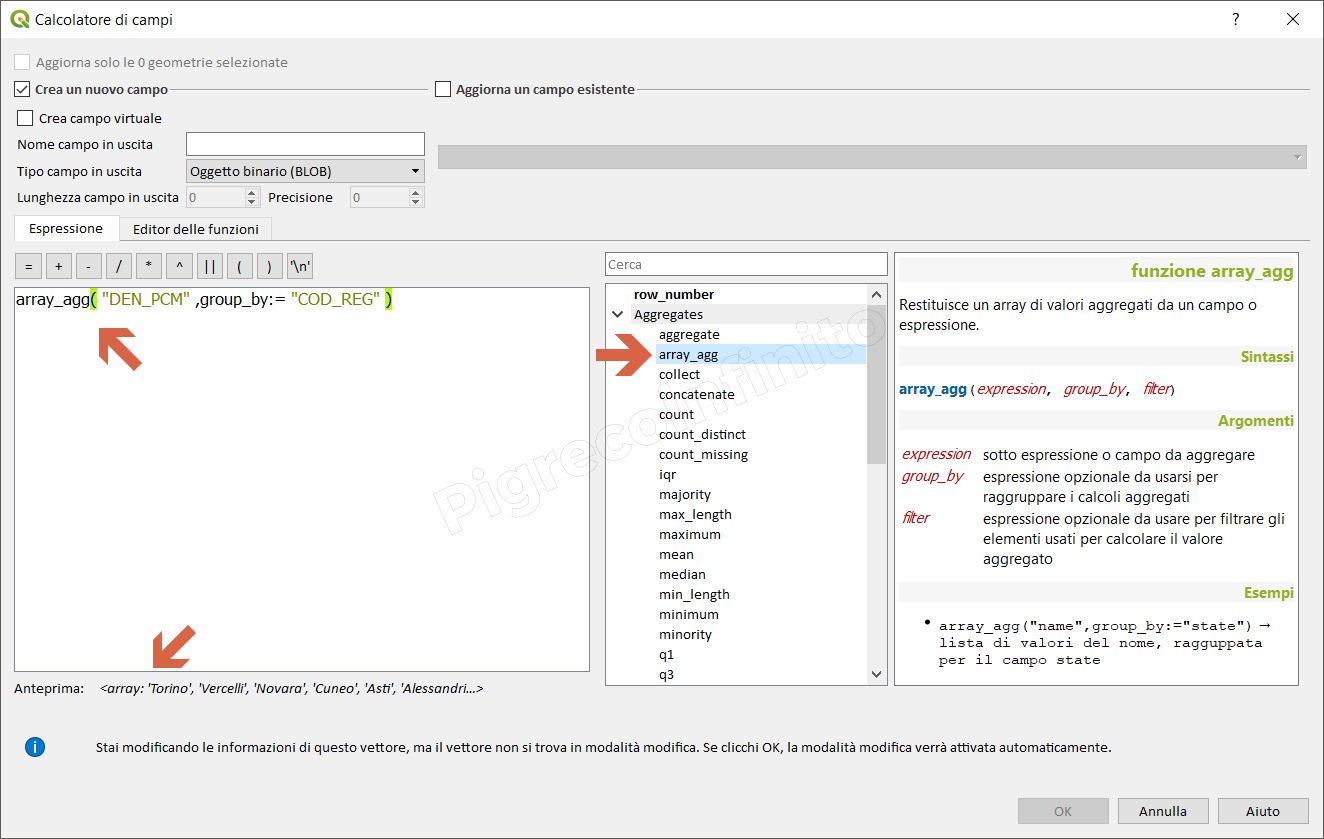 Calcolatore di campi
?
Aggiorna solo le 0 geometrie selezionate
Crea un nuovo campo
Aggiorna un campo esistente
Crea campo virtuale
Nome campo in uscita
Tipo campo in uscita
Oggetto binario (BLOB)
Lunghezza campo in uscita
0
Precisione
0
Espressione
Editor delle funzioni
= + - / * ^ || ( ) '\n'
array_agg( "DEN_PCM" ,group_by:= "COD_REG" )
Anteprima: <array: 'Torino', 'Vercelli', 'Novara', 'Cuneo', 'Asti', 'Alessandri...>
Cerca
row_number
Aggregates
aggregate
array_agg
collect
concatenate
count
count_distinct
count_missing
iqr
majority
max_length
maximum
mean
median
min_length
minimum
minority
q1
q3
Pigrecoinfinito
funzione array_agg
Restituisce un array di valori aggregati da un campo o
espressione.
Sintassi
array_agg(expression, group_by, filter)
Argomenti
expression sotto espressione o campo da aggregare
group_by espressione opzionale da usarsi per
raggruppare i calcoli aggregati
filter espressione opzionale da usare per filtrare gli
elementi usati per calcolare il valore
aggregato
Esempi
• array_agg("name",group_by:="state") →
lista di valori del nome, ragguppata
per il campo state
Stai modificando le informazioni di questo vettore, ma il vettore non si trova in modalità modifica. Se clicchi OK, la modalità modifica verrà attivata automaticamente.
OK
Annulla
Aiuto